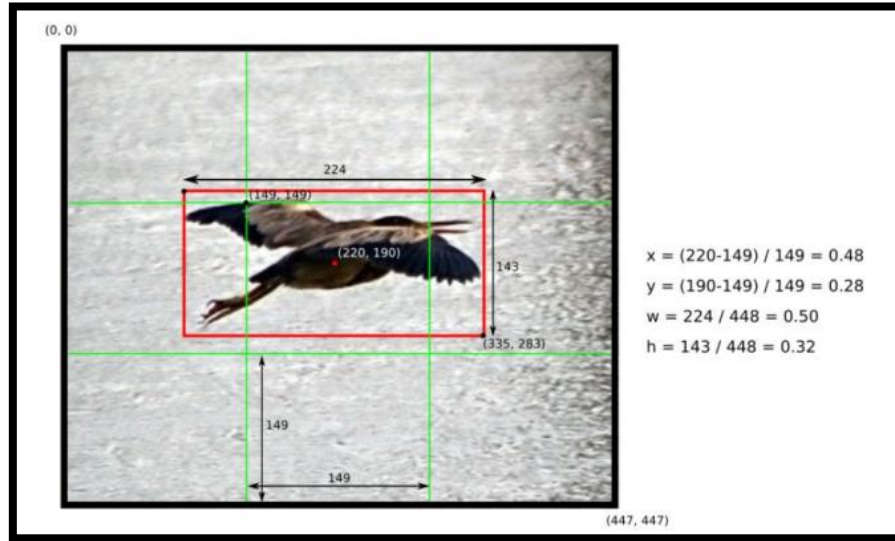 (0, 0)
224
(149, 149)
(220, 190)
143
(335, 283)
149
149
(447, 447)
x = (220-149) / 149 = 0.48
y = (190-149) / 149 = 0.28
w = 224 / 448 = 0.50
h = 143 / 448 = 0.32